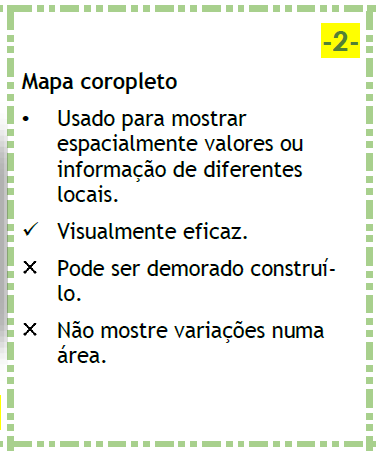 -2-
Mapa coropleto
• Usado para mostrar
espacialmente valores ou
informação de diferentes
locais.
✓ Visualmente eficaz.
✕ Pode ser demorado construí-
lo.
✕ Não mostre variações numa
área.